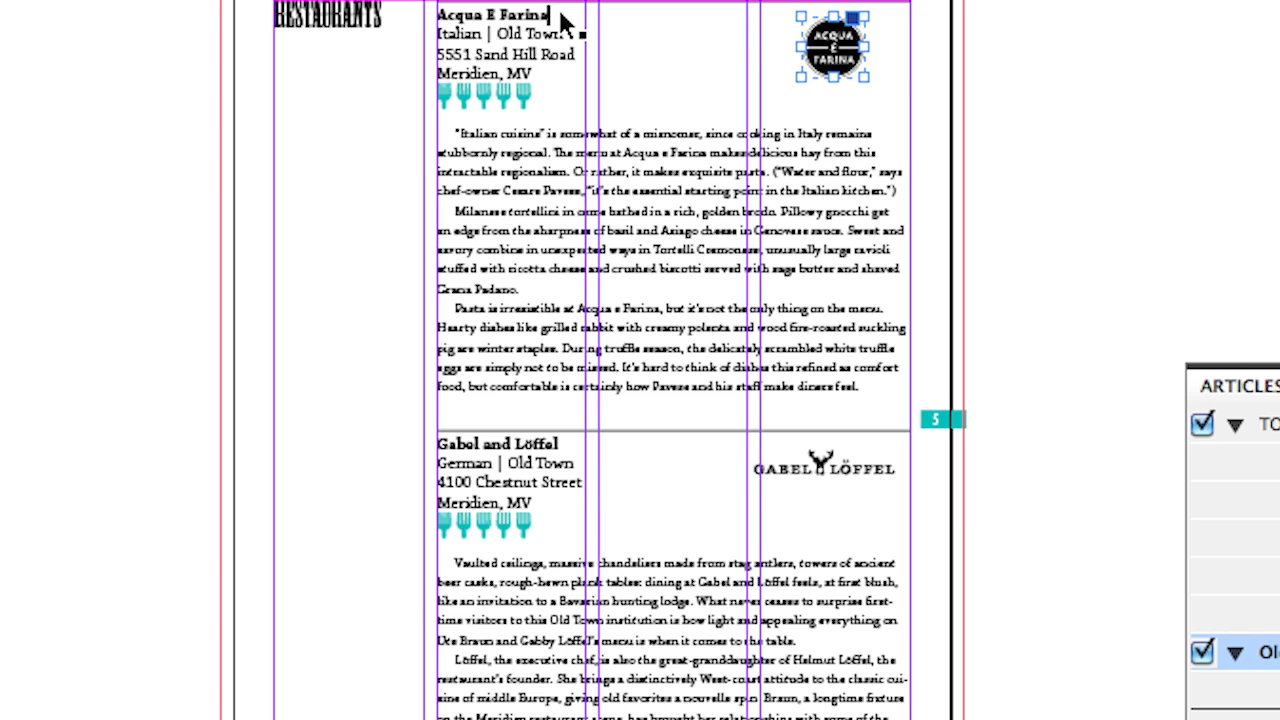 RESTAURANTS
Acqua E Farina
Italian | Old Town
5551 Sand Hill Road
Meridien, MV
ACQUA
E
FARINA
"Italian cuisine" is somewhat of a misnomer, since cooking in Italy remains
stubbornly regional. The menu at Acqua e Farina makes delicious hay from this
intractable regionalism. Or rather, it makes exquisite pasta. ("Water and flour," says
chef-owner Cesare Pavese, "it's the essential starting point in the Italian kitchen.")
Milanese tortellini in come bathed in a rich, golden brodo. Pillowy gnocchi get
an edge from the sharpness of basil and Asiago cheese in Genovese sauce. Sweet and
savory combine in unexpected ways in Tortelli Cremonese, unusually large ravioli
stuffed with ricotta cheese and crushed biscotti served with sage butter and shaved
Grana Padano.
Pasta is irresistible at Acqua e Farina, but it's not the only thing on the menu.
Hearty dishes like grilled rabbit with creamy polenta and wood fire-roasted suckling
pig are winter staples. During truffle season, the delicately scrambled white truffle
eggs are simply not to be missed. It's hard to think of dishes this refined as comfort
food, but comfortable is certainly how Pavese and his staff make diners feel.
5
Gabel and Löffel
German | Old Town
4100 Chestnut Street
Meridien, MV
GABEL LÖFFEL
Vaulted ceilings, massive chandeliers made from stag antlers, towers of ancient
beer casks, rough-hewn plank tables: dining at Gabel and Löffel feels, at first blush,
like an invitation to a Bavarian hunting lodge. What never ceases to surprise first-
time visitors to this Old Town institution is how light and appealing everything on
Ute Braun and Gabby Löffel's menu is when it comes to the table.
Löffel, the executive chef, is also the great-granddaughter of Helmut Löffel, the
restaurant's founder. She brings a distinctively West-coast attitude to the classic cui-
sine of middle Europe, giving old favorites a nouvelle spin. Braun, a longtime fixture
on the Meridien restaurant scene, has brought her relationships with some of the
ARTICLES
TO
Ol